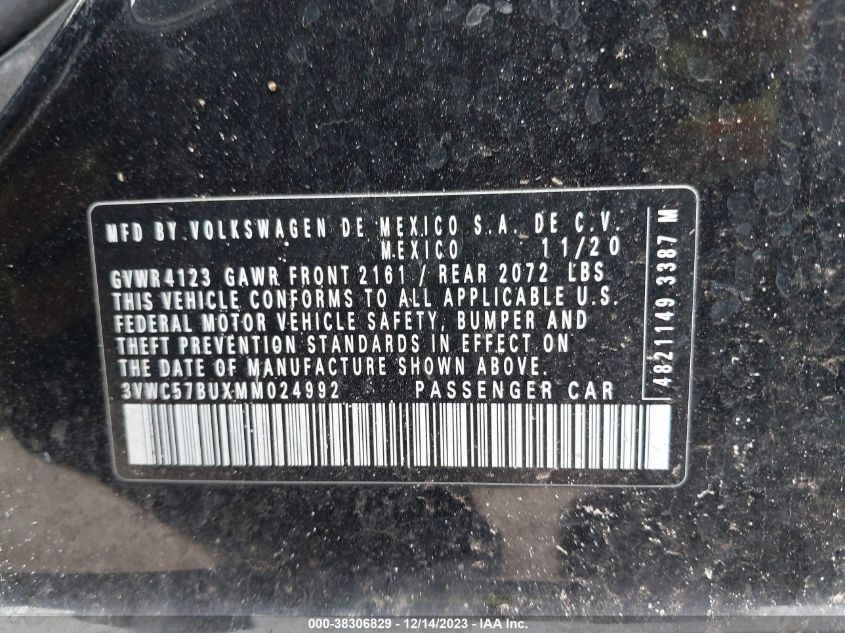 MFD BY VOLKSWAGEN DE MEXICO S.A. DE C.V.
MEXICO 11/20
GVWR 4123 GAWR FRONT 2161 / REAR 2072 LBS
THIS VEHICLE CONFORMS TO ALL APPLICABLE U.S.
FEDERAL MOTOR VEHICLE SAFETY, BUMPER AND
THEFT PREVENTION STANDARDS IN EFFECT ON
THE DATE OF MANUFACTURE SHOWN ABOVE.
3VWC57BUXMM024992 PASSENGER CAR
4821149 3387 M
000-38306829 - 12/14/2023 - IAA, Inc.